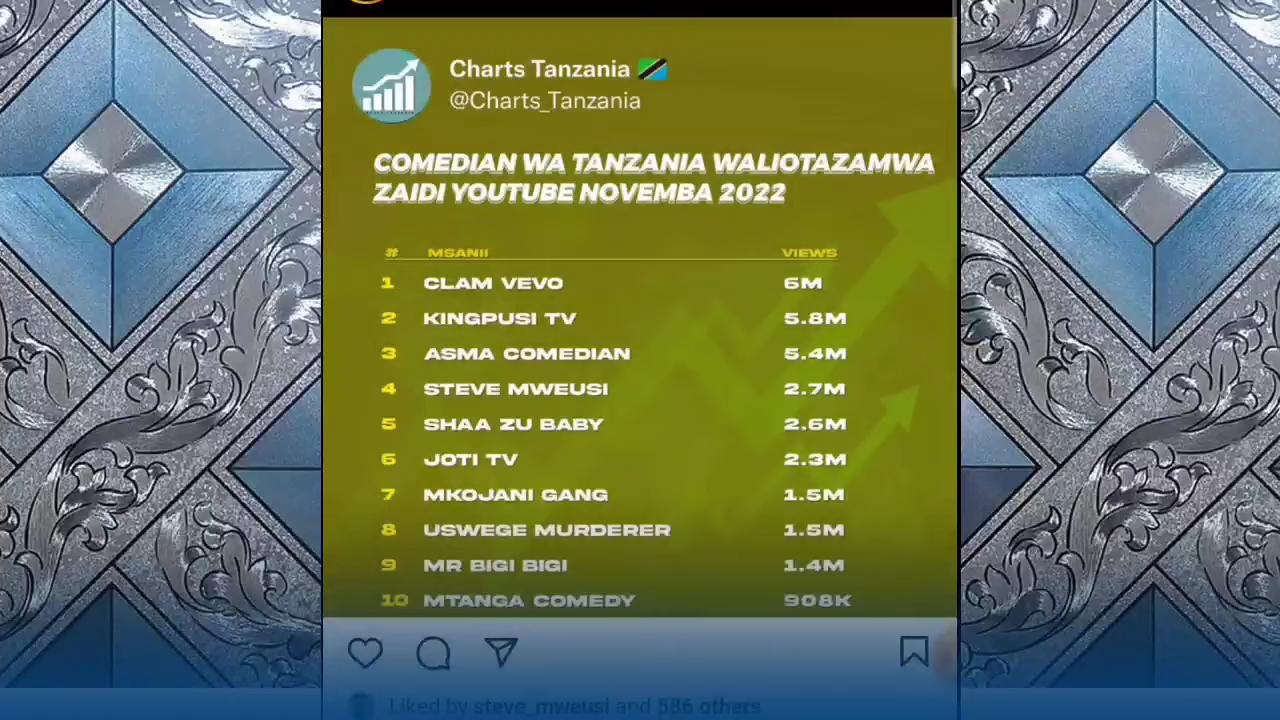 Charts Tanzania
@Charts_Tanzania
COMEDIAN WA TANZANIA WALIOTAZAMWA
ZAIDI YOUTUBE NOVEMBA 2022
# MSANII VIEWS
1 CLAM VEVO 6M
2 KINGPUSI TV 5.8M
3 ASMA COMEDIAN 5.4M
4 STEVE MWEUSI 2.7M
5 SHAA ZU BABY 2.6M
6 JOTI TV 2.3M
7 MKOJANI GANG 1.5M
8 USWEGE MURDERER 1.5M
9 MR BIGI BIGI 1.4M
10 MTANGA COMEDY 908K
Liked by steve_mweusi and 586 others